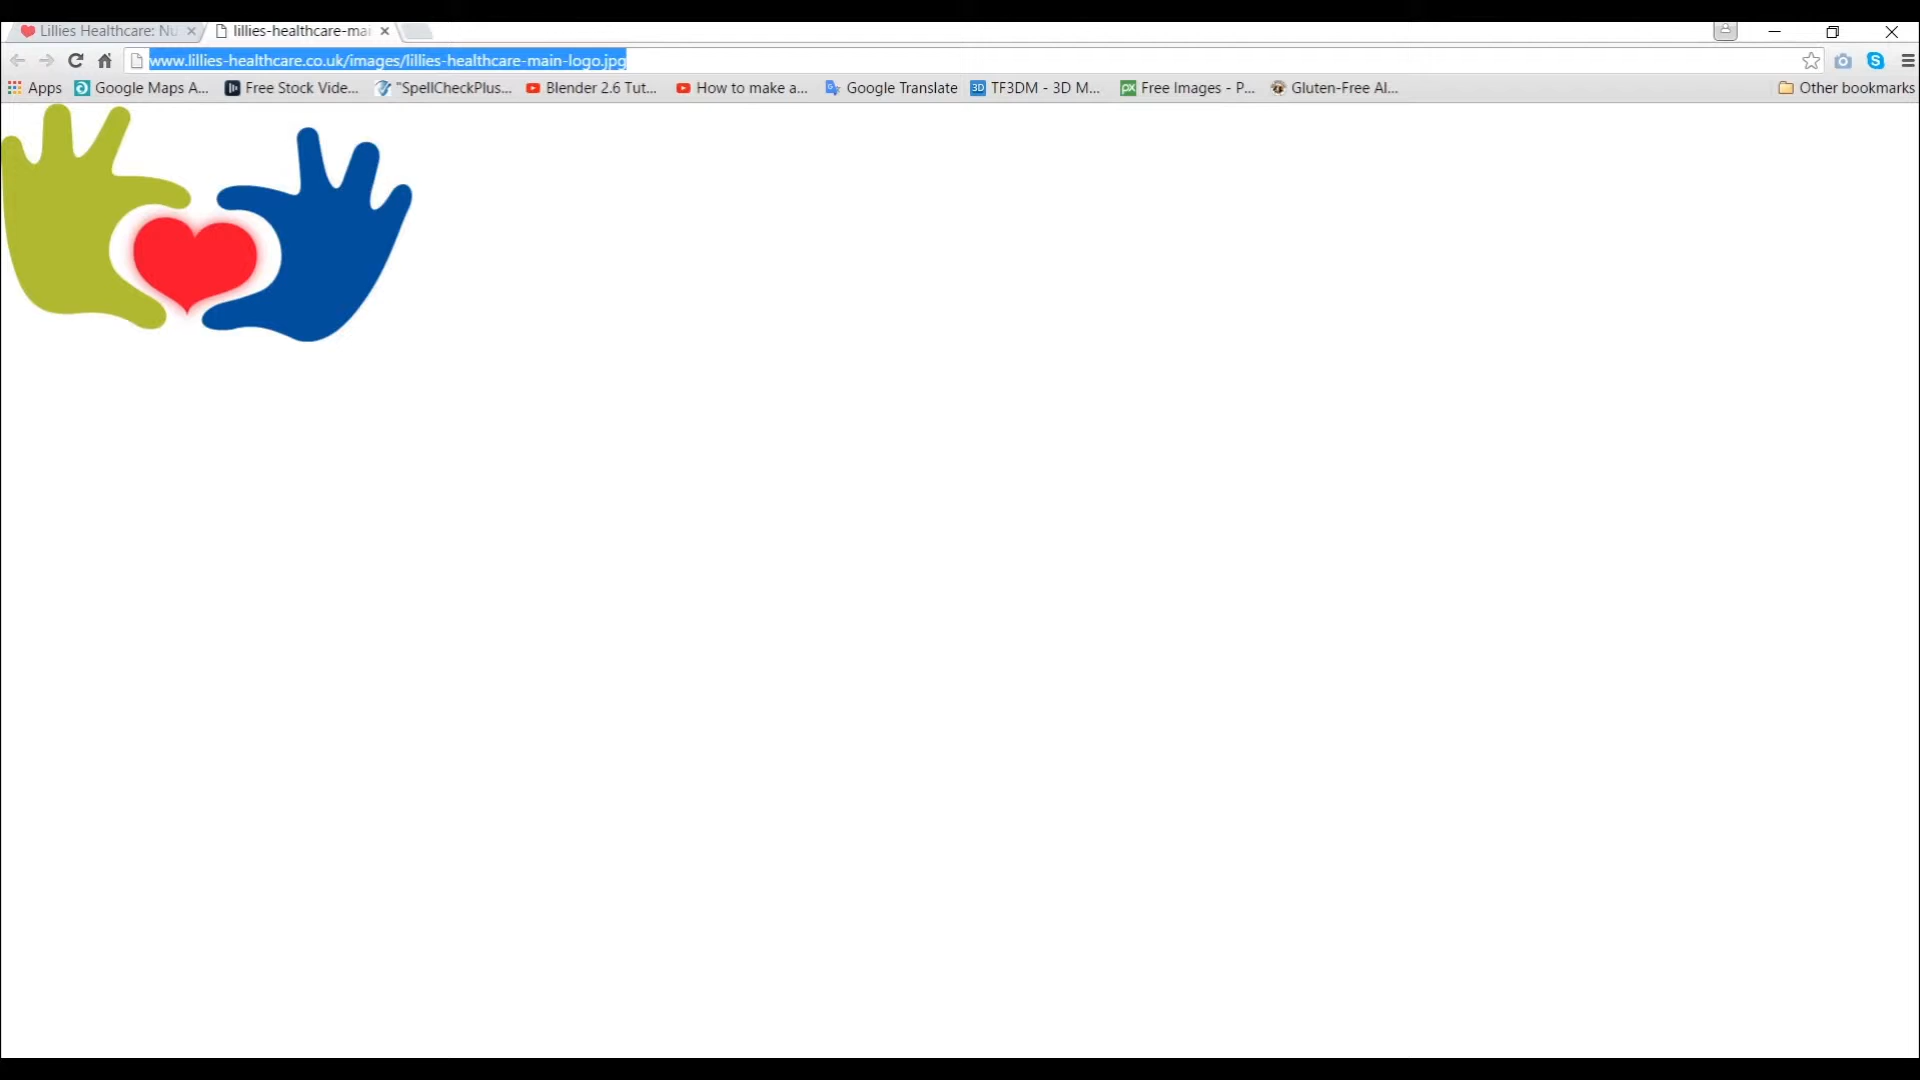 Lillies Healthcare: Nu
lillies-healthcare-mai
www.lillies-healthcare.co.uk/images/lillies-healthcare-main-logo.jpg
Apps Google Maps A... Free Stock Vide... "SpellCheckPlus... Blender 2.6 Tut... How to make a... Google Translate TF3DM - 3D M... Free Images - P... Gluten-Free Al... Other bookmarks